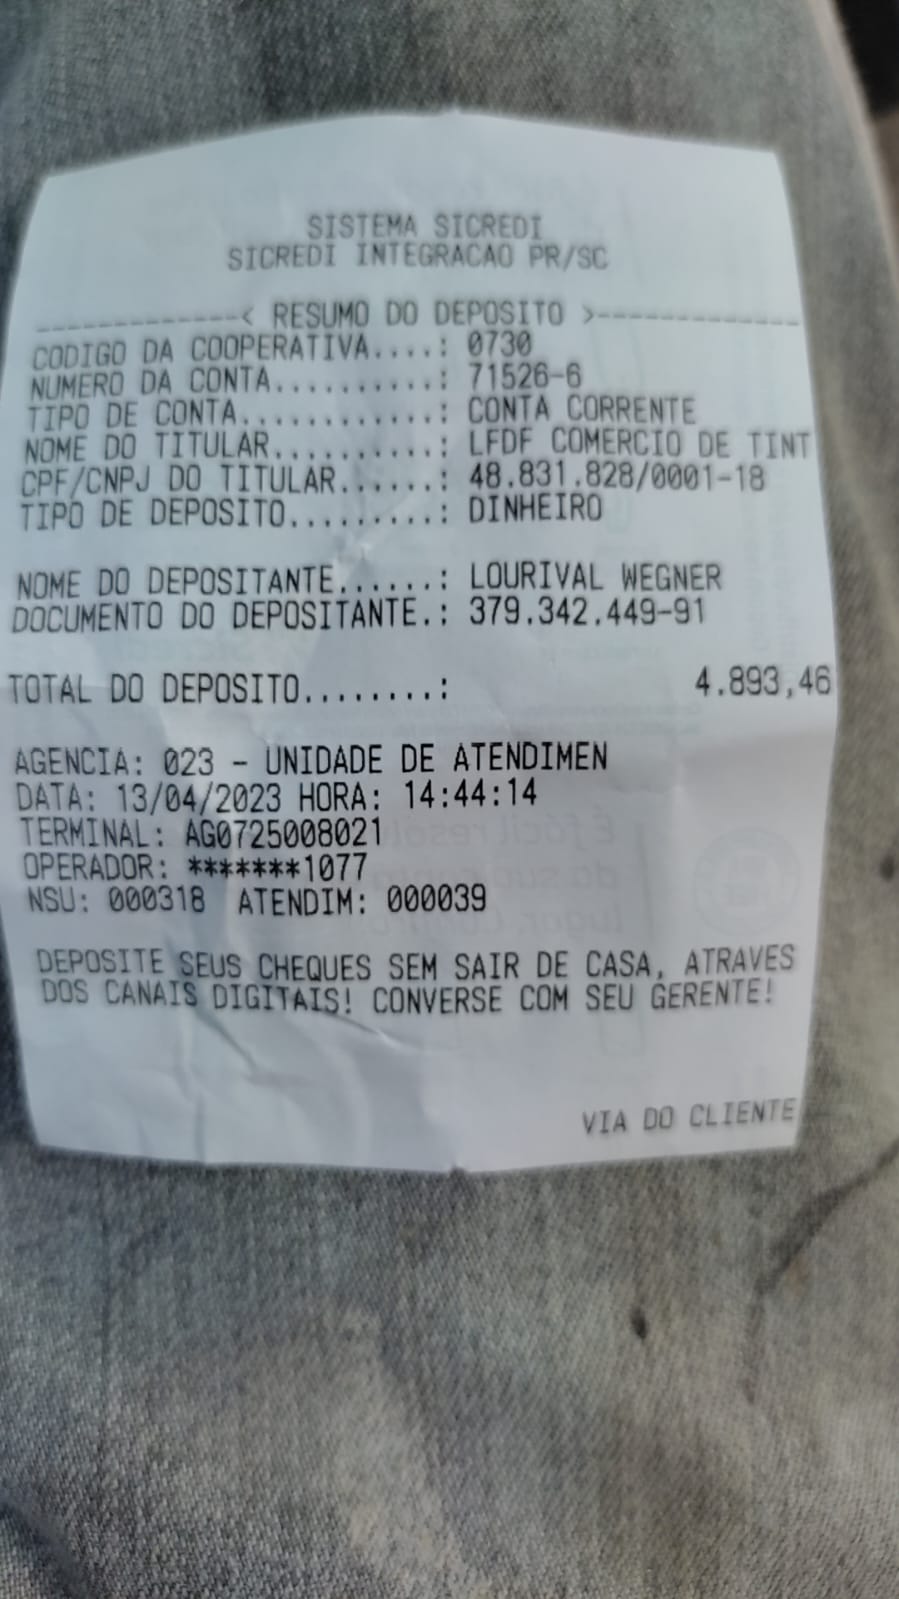 SISTEMA SICREDI
SICREDI INTEGRACAO PR/SC
-------------< RESUMO DO DEPOSITO >-------------
CODIGO DA COOPERATIVA....: 0730
NUMERO DA CONTA..........: 71526-6
TIPO DE CONTA............: CONTA CORRENTE
NOME DO TITULAR..........: LFDF COMERCIO DE TINT
CPF/CNPJ DO TITULAR......: 48.831.828/0001-18
TIPO DE DEPOSITO.........: DINHEIRO
NOME DO DEPOSITANTE......: LOURIVAL WEGNER
DOCUMENTO DO DEPOSITANTE.: 379.342.449-91
TOTAL DO DEPOSITO........: 4.893,46
AGENCIA: 023 - UNIDADE DE ATENDIMEN
DATA: 13/04/2023 HORA: 14:44:14
TERMINAL: AG0725008021
OPERADOR: *******1077
NSU: 000318 ATENDIM: 000039
DEPOSITE SEUS CHEQUES SEM SAIR DE CASA, ATRAVES
DOS CANAIS DIGITAIS! CONVERSE COM SEU GERENTE!
VIA DO CLIENTE